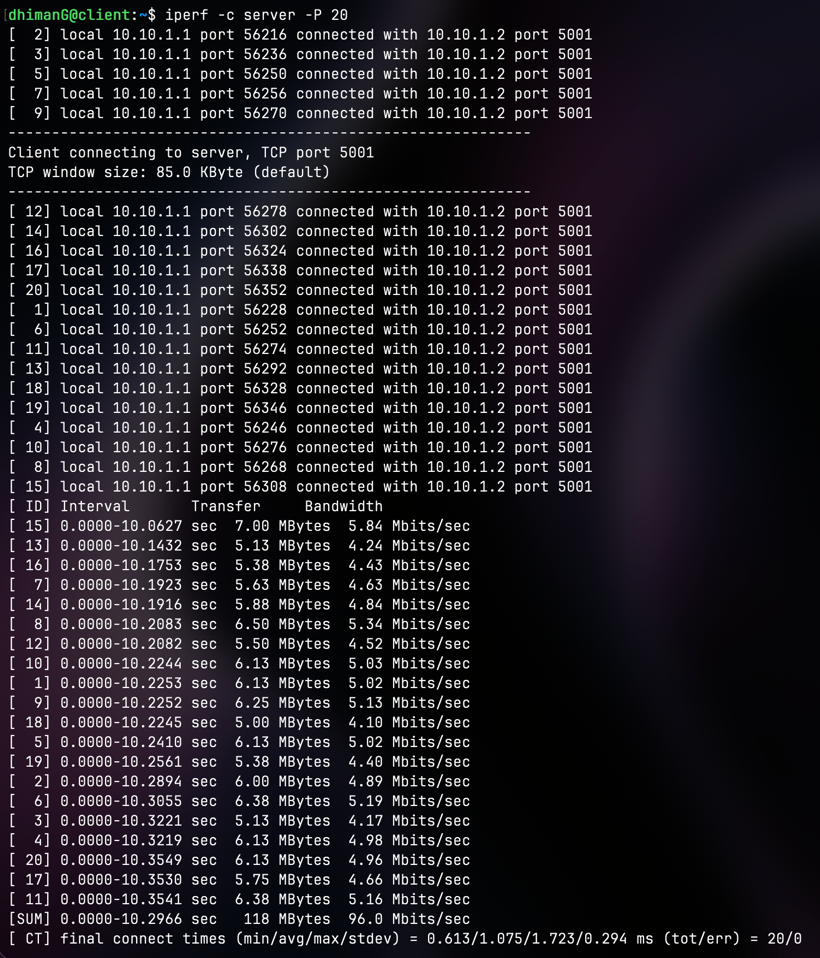 dhimanG@client:~$ iperf -c server -P 20
[  2] local 10.10.1.1 port 56216 connected with 10.10.1.2 port 5001
[  3] local 10.10.1.1 port 56236 connected with 10.10.1.2 port 5001
[  5] local 10.10.1.1 port 56250 connected with 10.10.1.2 port 5001
[  7] local 10.10.1.1 port 56256 connected with 10.10.1.2 port 5001
[  9] local 10.10.1.1 port 56270 connected with 10.10.1.2 port 5001
------------------------------------------------------------
Client connecting to server, TCP port 5001
TCP window size: 85.0 KByte (default)
------------------------------------------------------------
[ 12] local 10.10.1.1 port 56278 connected with 10.10.1.2 port 5001
[ 14] local 10.10.1.1 port 56302 connected with 10.10.1.2 port 5001
[ 16] local 10.10.1.1 port 56324 connected with 10.10.1.2 port 5001
[ 17] local 10.10.1.1 port 56338 connected with 10.10.1.2 port 5001
[ 20] local 10.10.1.1 port 56352 connected with 10.10.1.2 port 5001
[  1] local 10.10.1.1 port 56228 connected with 10.10.1.2 port 5001
[  6] local 10.10.1.1 port 56252 connected with 10.10.1.2 port 5001
[ 11] local 10.10.1.1 port 56274 connected with 10.10.1.2 port 5001
[ 13] local 10.10.1.1 port 56292 connected with 10.10.1.2 port 5001
[ 18] local 10.10.1.1 port 56328 connected with 10.10.1.2 port 5001
[ 19] local 10.10.1.1 port 56346 connected with 10.10.1.2 port 5001
[  4] local 10.10.1.1 port 56246 connected with 10.10.1.2 port 5001
[ 10] local 10.10.1.1 port 56276 connected with 10.10.1.2 port 5001
[  8] local 10.10.1.1 port 56268 connected with 10.10.1.2 port 5001
[ 15] local 10.10.1.1 port 56308 connected with 10.10.1.2 port 5001
[ ID] Interval       Transfer     Bandwidth
[ 15] 0.0000-10.0627 sec  7.00 MBytes  5.84 Mbits/sec
[ 13] 0.0000-10.1432 sec  5.13 MBytes  4.24 Mbits/sec
[ 16] 0.0000-10.1753 sec  5.38 MBytes  4.43 Mbits/sec
[  7] 0.0000-10.1923 sec  5.63 MBytes  4.63 Mbits/sec
[ 14] 0.0000-10.1916 sec  5.88 MBytes  4.84 Mbits/sec
[  8] 0.0000-10.2083 sec  6.50 MBytes  5.34 Mbits/sec
[ 12] 0.0000-10.2082 sec  5.50 MBytes  4.52 Mbits/sec
[ 10] 0.0000-10.2244 sec  6.13 MBytes  5.03 Mbits/sec
[  1] 0.0000-10.2253 sec  6.13 MBytes  5.02 Mbits/sec
[  9] 0.0000-10.2252 sec  6.25 MBytes  5.13 Mbits/sec
[ 18] 0.0000-10.2245 sec  5.00 MBytes  4.10 Mbits/sec
[  5] 0.0000-10.2410 sec  6.13 MBytes  5.02 Mbits/sec
[ 19] 0.0000-10.2561 sec  5.38 MBytes  4.40 Mbits/sec
[  2] 0.0000-10.2894 sec  6.00 MBytes  4.89 Mbits/sec
[  6] 0.0000-10.3055 sec  6.38 MBytes  5.19 Mbits/sec
[  3] 0.0000-10.3221 sec  5.13 MBytes  4.17 Mbits/sec
[  4] 0.0000-10.3219 sec  6.13 MBytes  4.98 Mbits/sec
[ 20] 0.0000-10.3549 sec  6.13 MBytes  4.96 Mbits/sec
[ 17] 0.0000-10.3530 sec  5.75 MBytes  4.66 Mbits/sec
[ 11] 0.0000-10.3541 sec  6.38 MBytes  5.16 Mbits/sec
[SUM] 0.0000-10.2966 sec   118 MBytes  96.0 Mbits/sec
[ CT] final connect times (min/avg/max/stdev) = 0.613/1.075/1.723/0.294 ms (tot/err) = 20/0